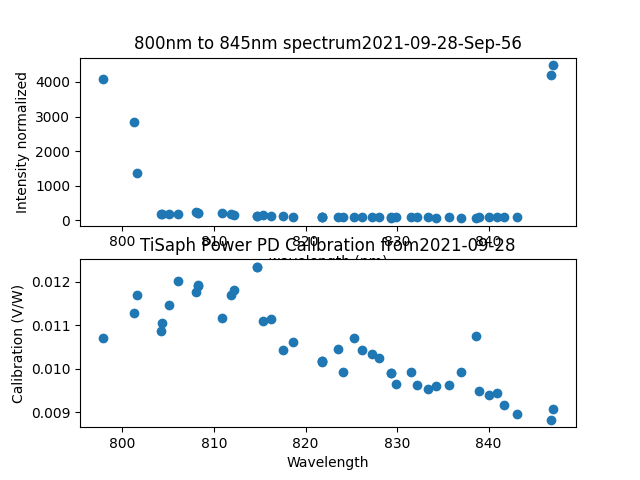 800nm to 845nm spectrum2021-09-28-Sep-56
Intensity normalized
4000
3000
2000
1000
0
800 810 820 830 840
wavelength (nm)
TiSaph Power PD Calibration from2021-09-28
Calibration (V/W)
0.012
0.011
0.010
0.009
800 810 820 830 840
Wavelength